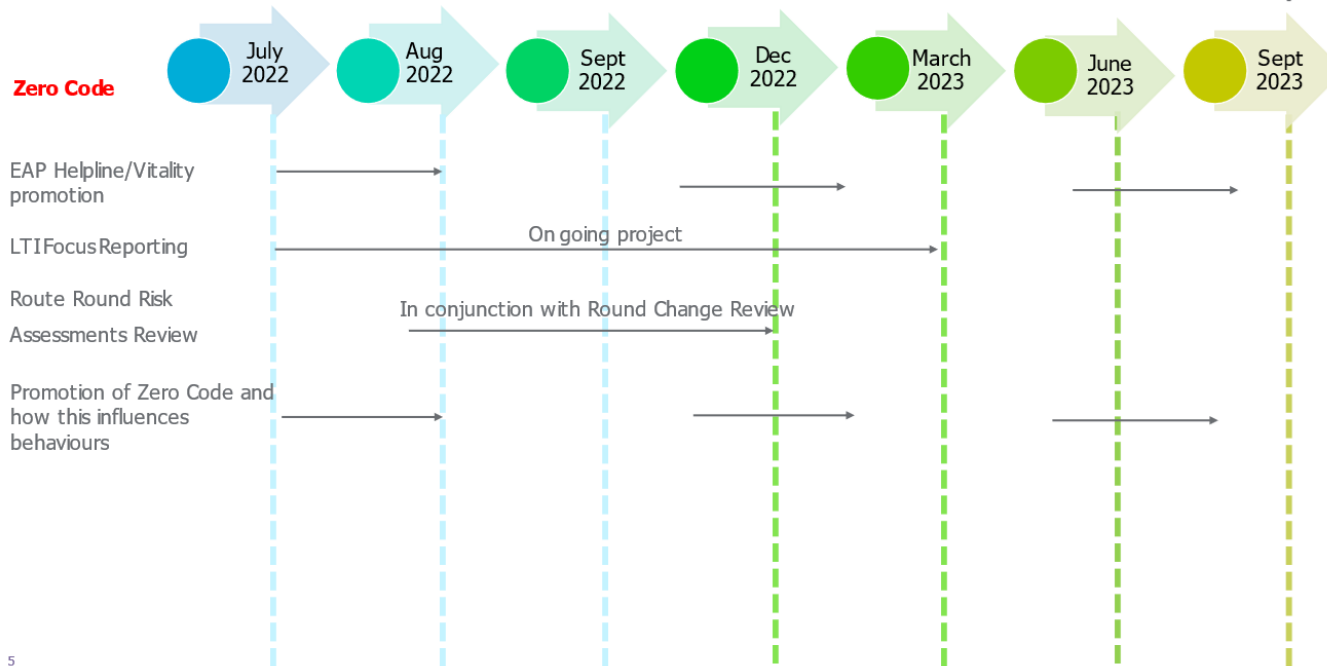 July
2022
Aug
2022
Sept
2022
Dec
2022
March
2023
June
2023
Sept
2023
Zero Code
EAP Helpline/Vitality
promotion
LTIFocusReporting
On going project
Route Round Risk
Assessments Review
In conjunction with Round Change Review
Promotion of Zero Code and
how this influences
behaviours
5